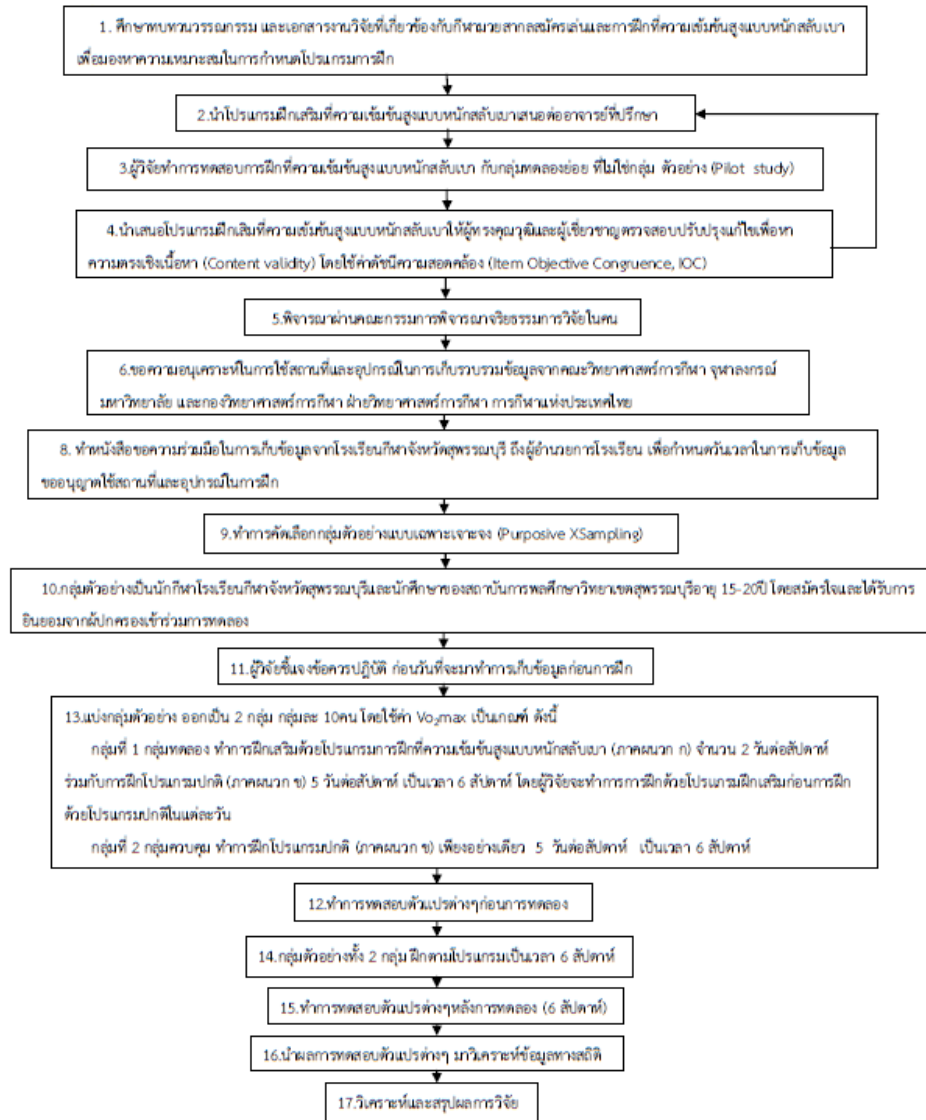 1. ศึกษาทบทวนวรรณกรรม และเอกสารงานวิจัยที่เกี่ยวข้องกับกีฬามวยสากลสมัครเล่นและการฝึกที่ความเข้มข้นสูงแบบหนักสลับเบา
เพื่อมองหาความเหมาะสมในการกำหนดโปรแกรมการฝึก
2.นำโปรแกรมฝึกเสริมที่ความเข้มข้นสูงแบบหนักสลับเบาเสนอต่ออาจารย์ที่ปรึกษา
3.ผู้วิจัยทำการทดสอบการฝึกที่ความเข้มข้นสูงแบบหนักสลับเบา กับกลุ่มทดลองย่อย ที่ไม่ใช่กลุ่ม ตัวอย่าง (Pilot study)
4.นำเสนอโปรแกรมฝึกเสริมที่ความเข้มข้นสูงแบบหนักสลับเบาให้ผู้ทรงคุณวุฒิและผู้เชี่ยวชาญตรวจสอบปรับปรุงแก้ไขเพื่อหา
ความตรงเชิงเนื้อหา (Content validity) โดยใช้ค่าดัชนีความสอดคล้อง (Item Objective Congruence, IOC)
5.พิจารณาผ่านคณะกรรมการพิจารณาจริยธรรมการวิจัยในคน
6.ขอความอนุเคราะห์ในการใช้สถานที่และอุปกรณ์ในการเก็บรวบรวมข้อมูลจากคณะวิทยาศาสตร์การกีฬา จุฬาลงกรณ์
มหาวิทยาลัย และกองวิทยาศาสตร์การกีฬา ฝ่ายวิทยาศาสตร์การกีฬา การกีฬาแห่งประเทศไทย
8. ทำหนังสือขอความร่วมมือในการเก็บข้อมูลจากโรงเรียนกีฬาจังหวัดสุพรรณบุรี ถึงผู้อำนวยการโรงเรียน เพื่อกำหนดวันเวลาในการเก็บข้อมูล
ขออนุญาตใช้สถานที่และอุปกรณ์ในการฝึก
9.ทำการคัดเลือกกลุ่มตัวอย่างแบบเฉพาะเจาะจง (Purposive XSampling)
10.กลุ่มตัวอย่างเป็นนักกีฬาโรงเรียนกีฬาจังหวัดสุพรรณบุรีและนักศึกษาของสถาบันการพลศึกษาวิทยาเขตสุพรรณบุรีอายุ 15-20ปี โดยสมัครใจและได้รับการ
ยินยอมจากผู้ปกครองเข้าร่วมการทดลอง
11.ผู้วิจัยชี้แจงข้อควรปฏิบัติ ก่อนวันที่จะมาทำการเก็บข้อมูลก่อนการฝึก
13.แบ่งกลุ่มตัวอย่าง ออกเป็น 2 กลุ่ม กลุ่มละ 10คน โดยใช้ค่า Vo₂max เป็นเกณฑ์ ดังนี้
กลุ่มที่ 1 กลุ่มทดลอง ทำการฝึกเสริมด้วยโปรแกรมการฝึกที่ความเข้มข้นสูงแบบหนักสลับเบา (ภาคผนวก ก) จำนวน 2 วันต่อสัปดาห์
ร่วมกับการฝึกโปรแกรมปกติ (ภาคผนวก ข) 5 วันต่อสัปดาห์ เป็นเวลา 6 สัปดาห์ โดยผู้วิจัยจะทำการการฝึกด้วยโปรแกรมฝึกเสริมก่อนการฝึก
ด้วยโปรแกรมปกติในแต่ละวัน
กลุ่มที่ 2 กลุ่มควบคุม ทำการฝึกโปรแกรมปกติ (ภาคผนวก ข) เพียงอย่างเดียว 5 วันต่อสัปดาห์ เป็นเวลา 6 สัปดาห์
12.ทำการทดสอบตัวแปรต่างๆก่อนการทดลอง
14.กลุ่มตัวอย่างทั้ง 2 กลุ่ม ฝึกตามโปรแกรมเป็นเวลา 6 สัปดาห์
15.ทำการทดสอบตัวแปรต่างๆหลังการทดลอง (6 สัปดาห์)
16.นำผลการทดสอบตัวแปรต่างๆ มาวิเคราะห์ข้อมูลทางสถิติ
17.วิเคราะห์และสรุปผลการวิจัย